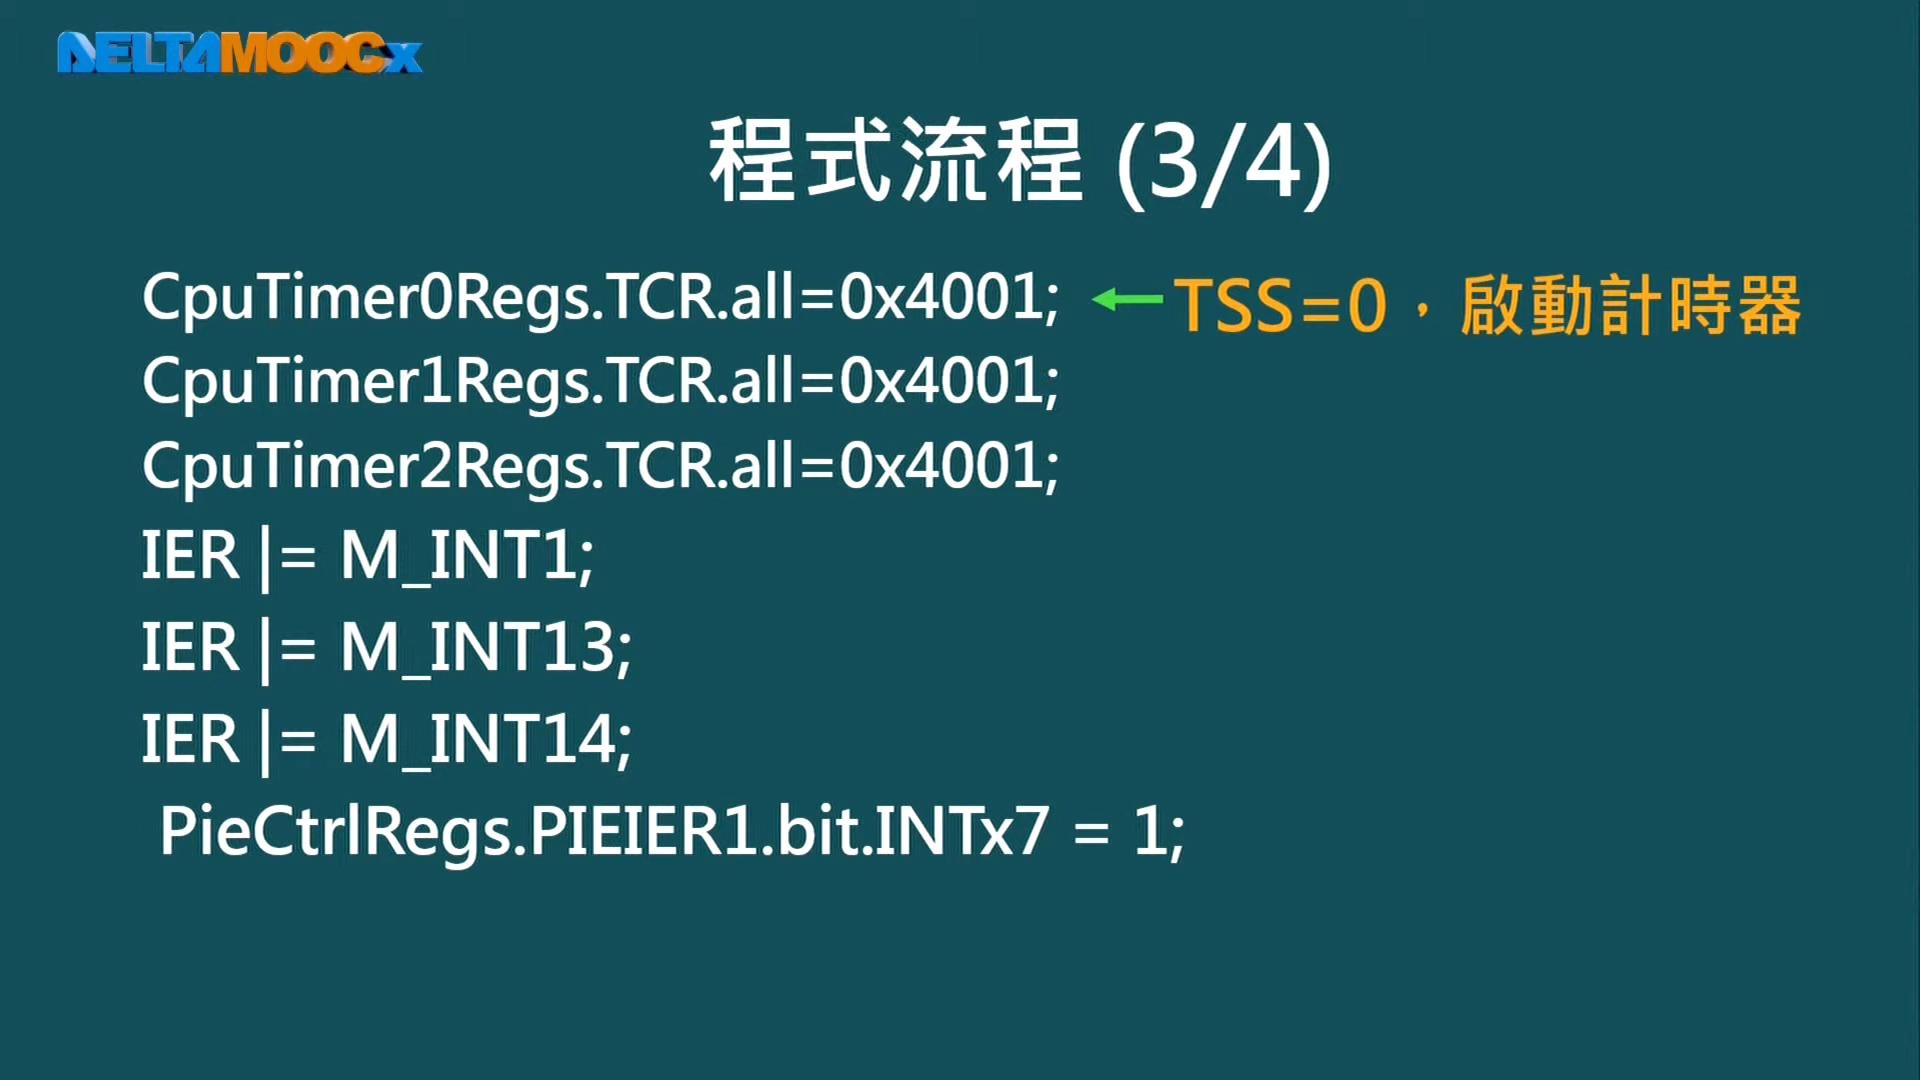 DELTAMOOCx
程式流程 (3/4)
CpuTimer0Regs.TCR.all=0x4001; ←TSS=0，啟動計時器
CpuTimer1Regs.TCR.all=0x4001;
CpuTimer2Regs.TCR.all=0x4001;
IER |= M_INT1;
IER |= M_INT13;
IER |= M_INT14;
PieCtrlRegs.PIEIER1.bit.INTx7 = 1;